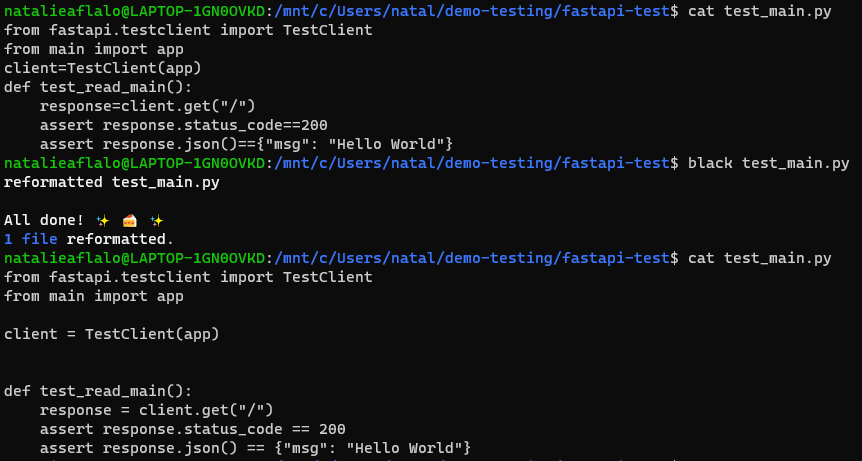 natalieaflalo@LAPTOP-1GN0OVKD:/mnt/c/Users/natal/demo-testing/fastapi-test$ cat test_main.py
from fastapi.testclient import TestClient
from main import app
client=TestClient(app)
def test_read_main():
    response=client.get("/")
    assert response.status_code==200
    assert response.json()=={"msg": "Hello World"}
natalieaflalo@LAPTOP-1GN0OVKD:/mnt/c/Users/natal/demo-testing/fastapi-test$ black test_main.py
reformatted test_main.py

All done! ✨ 🍰 ✨
1 file reformatted.
natalieaflalo@LAPTOP-1GN0OVKD:/mnt/c/Users/natal/demo-testing/fastapi-test$ cat test_main.py
from fastapi.testclient import TestClient
from main import app

client = TestClient(app)


def test_read_main():
    response = client.get("/")
    assert response.status_code == 200
    assert response.json() == {"msg": "Hello World"}